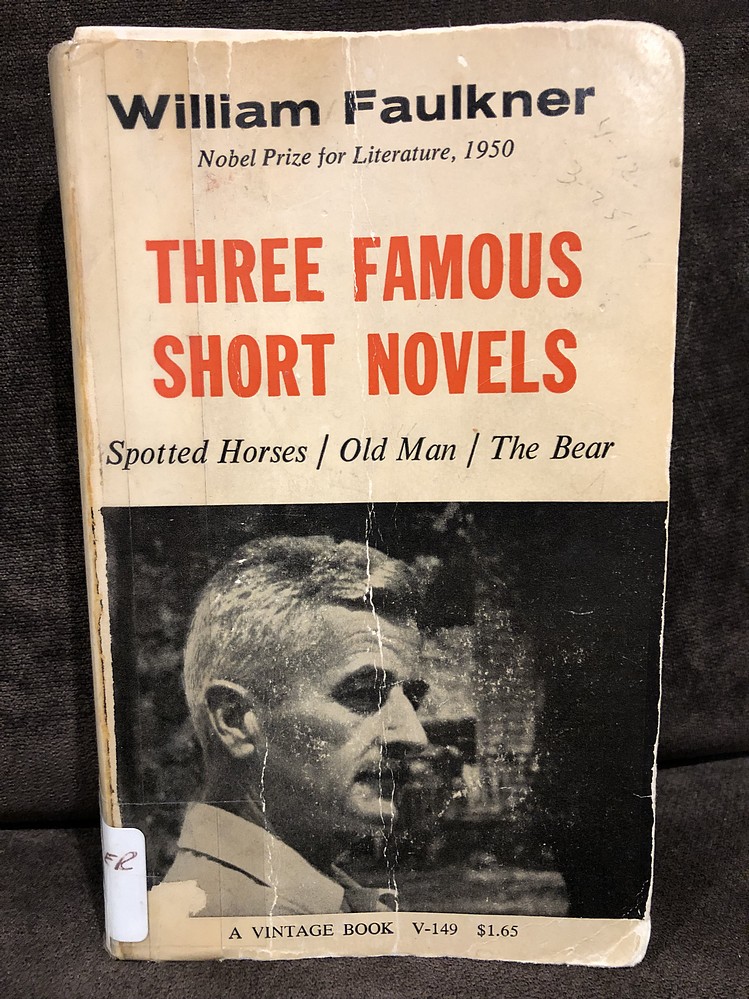 William Faulkner
Nobel Prize for Literature, 1950
THREE FAMOUS
SHORT NOVELS
Spotted Horses / Old Man / The Bear
ER
A VINTAGE BOOK V-149 $1.65